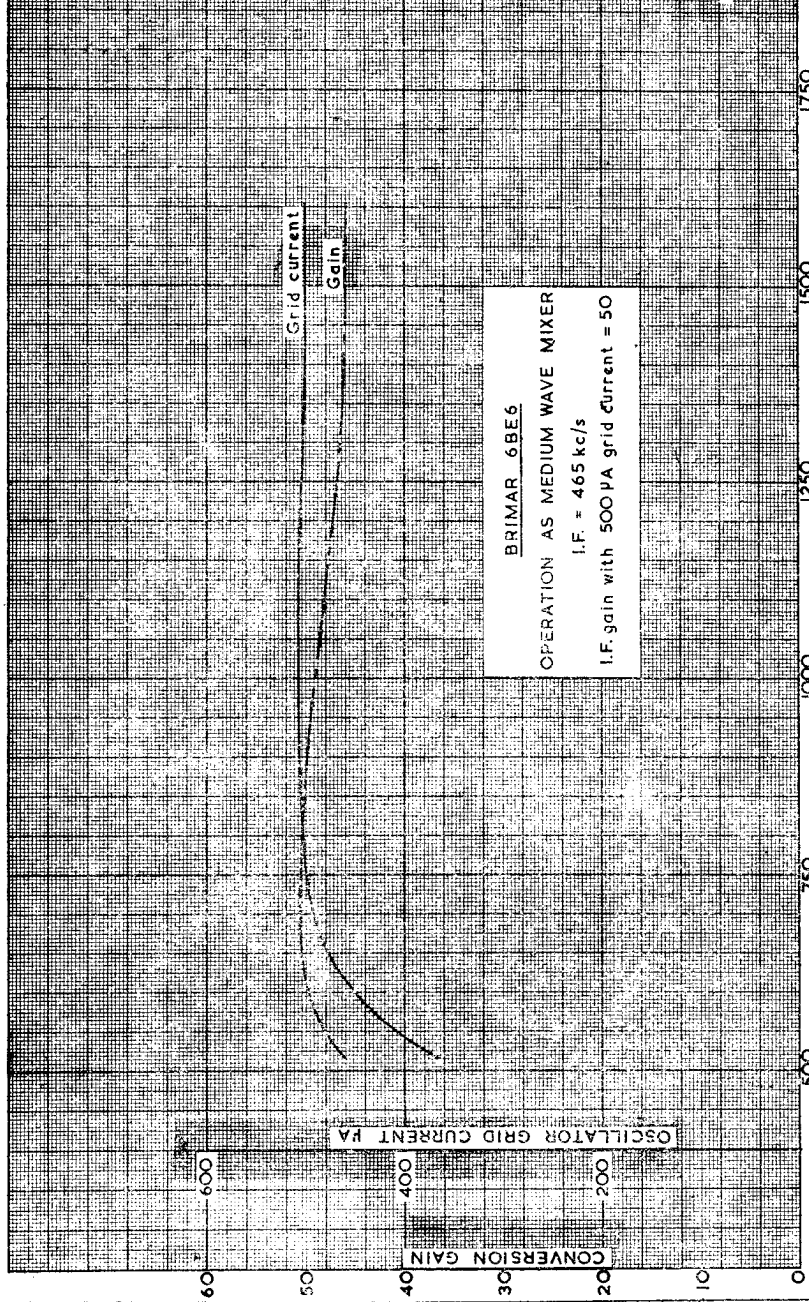 BRIMAR 6BE6
OPERATION AS MEDIUM WAVE MIXER
I.F. = 465 kc/s
I.F. gain with 500 µA grid current = 50
Grid current
Gain
OSCILLATOR GRID CURRENT µA
600
400
200
CONVERSION GAIN
60
50
40
30
20
10
0
500
750
1000
1250
1500
1750